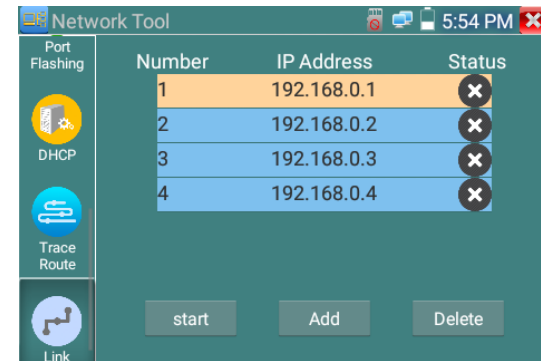 Network Tool
5:54 PM
Port
Flashing
DHCP
Trace
Route
Link
Number IP Address Status
1 192.168.0.1
2 192.168.0.2
3 192.168.0.3
4 192.168.0.4
start Add Delete